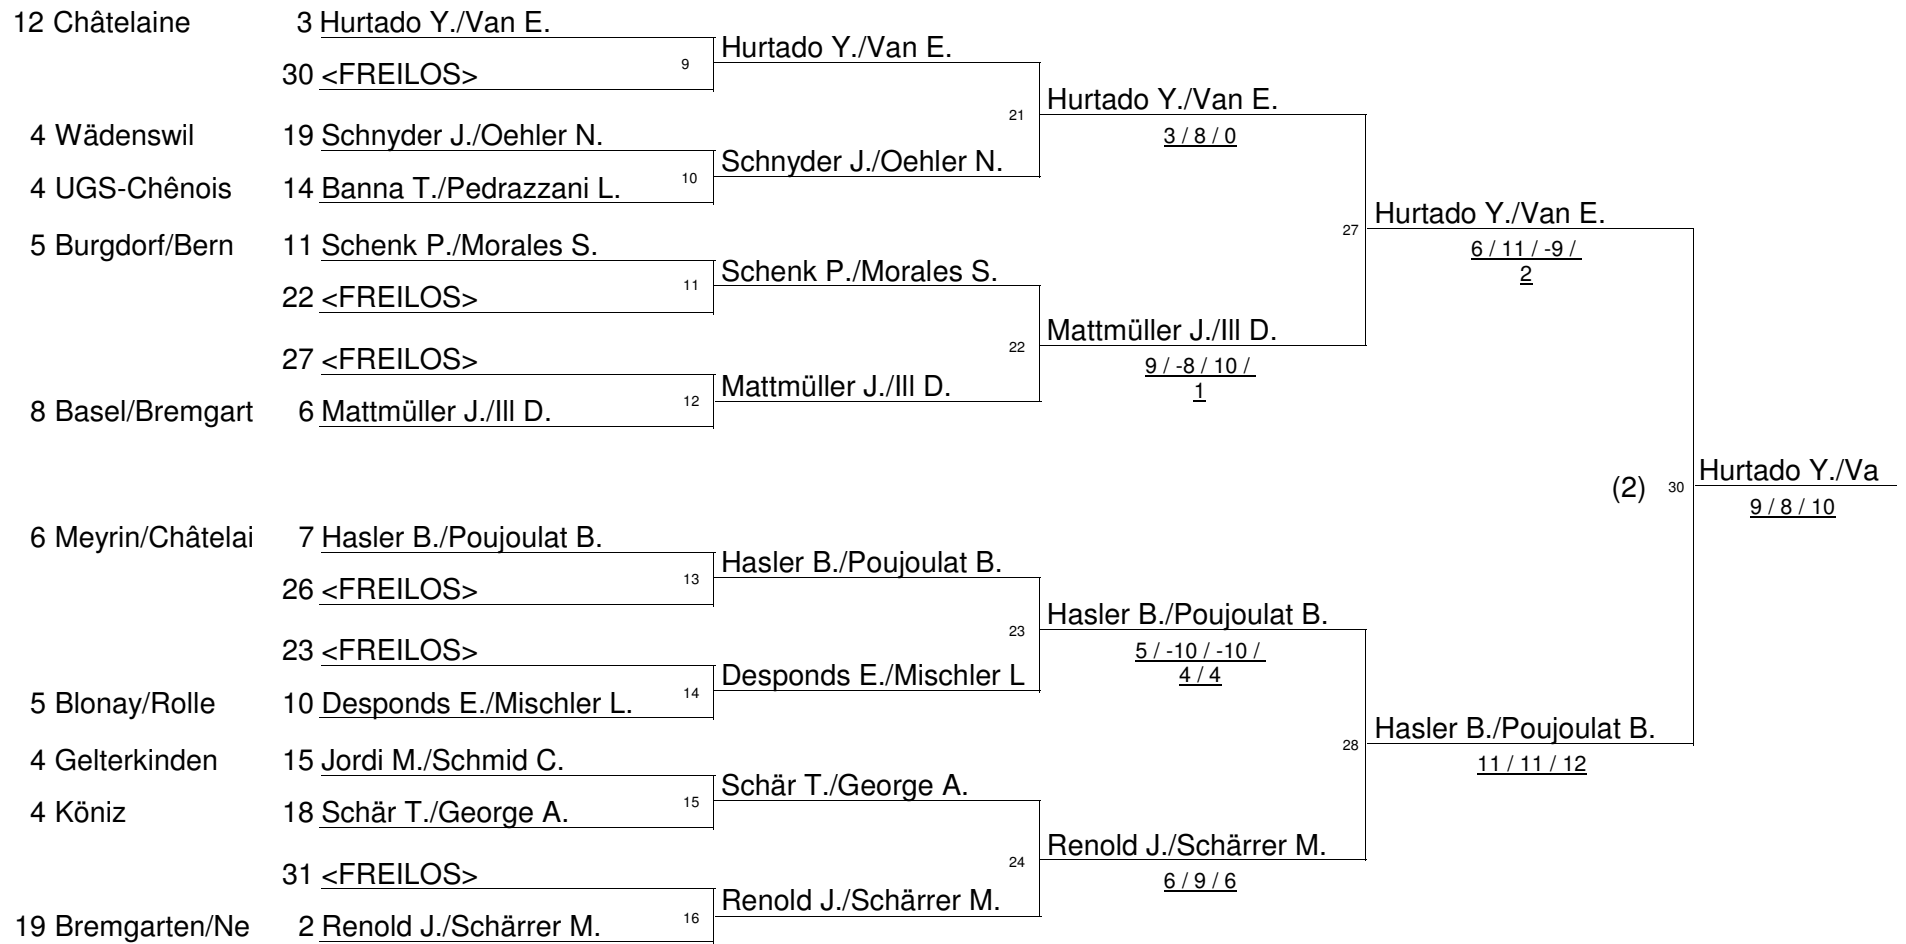 12 Châtelaine 3 Hurtado Y./Van E.
Hurtado Y./Van E.
9
30 <FREILOS>
Hurtado Y./Van E.
21
3 / 8 / 0
4 Wädenswil 19 Schnyder J./Oehler N.
Schnyder J./Oehler N.
10
4 UGS-Chênois 14 Banna T./Pedrazzani L.
Hurtado Y./Van E.
27
6 / 11 / -9 /
2
5 Burgdorf/Bern 11 Schenk P./Morales S.
Schenk P./Morales S.
11
22 <FREILOS>
Mattmüller J./Ill D.
22
9 / -8 / 10 /
1
27 <FREILOS>
Mattmüller J./Ill D.
12
8 Basel/Bremgart 6 Mattmüller J./Ill D.
Hurtado Y./Va
(2) 30
9 / 8 / 10
6 Meyrin/Châtelai 7 Hasler B./Poujoulat B.
Hasler B./Poujoulat B.
13
26 <FREILOS>
Hasler B./Poujoulat B.
23
5 / -10 / -10 /
4 / 4
23 <FREILOS>
Desponds E./Mischler L
14
5 Blonay/Rolle 10 Desponds E./Mischler L.
Hasler B./Poujoulat B.
28
11 / 11 / 12
4 Gelterkinden 15 Jordi M./Schmid C.
Schär T./George A.
15
4 Köniz 18 Schär T./George A.
Renold J./Schärrer M.
24
6 / 9 / 6
31 <FREILOS>
Renold J./Schärrer M.
16
19 Bremgarten/Ne 2 Renold J./Schärrer M.